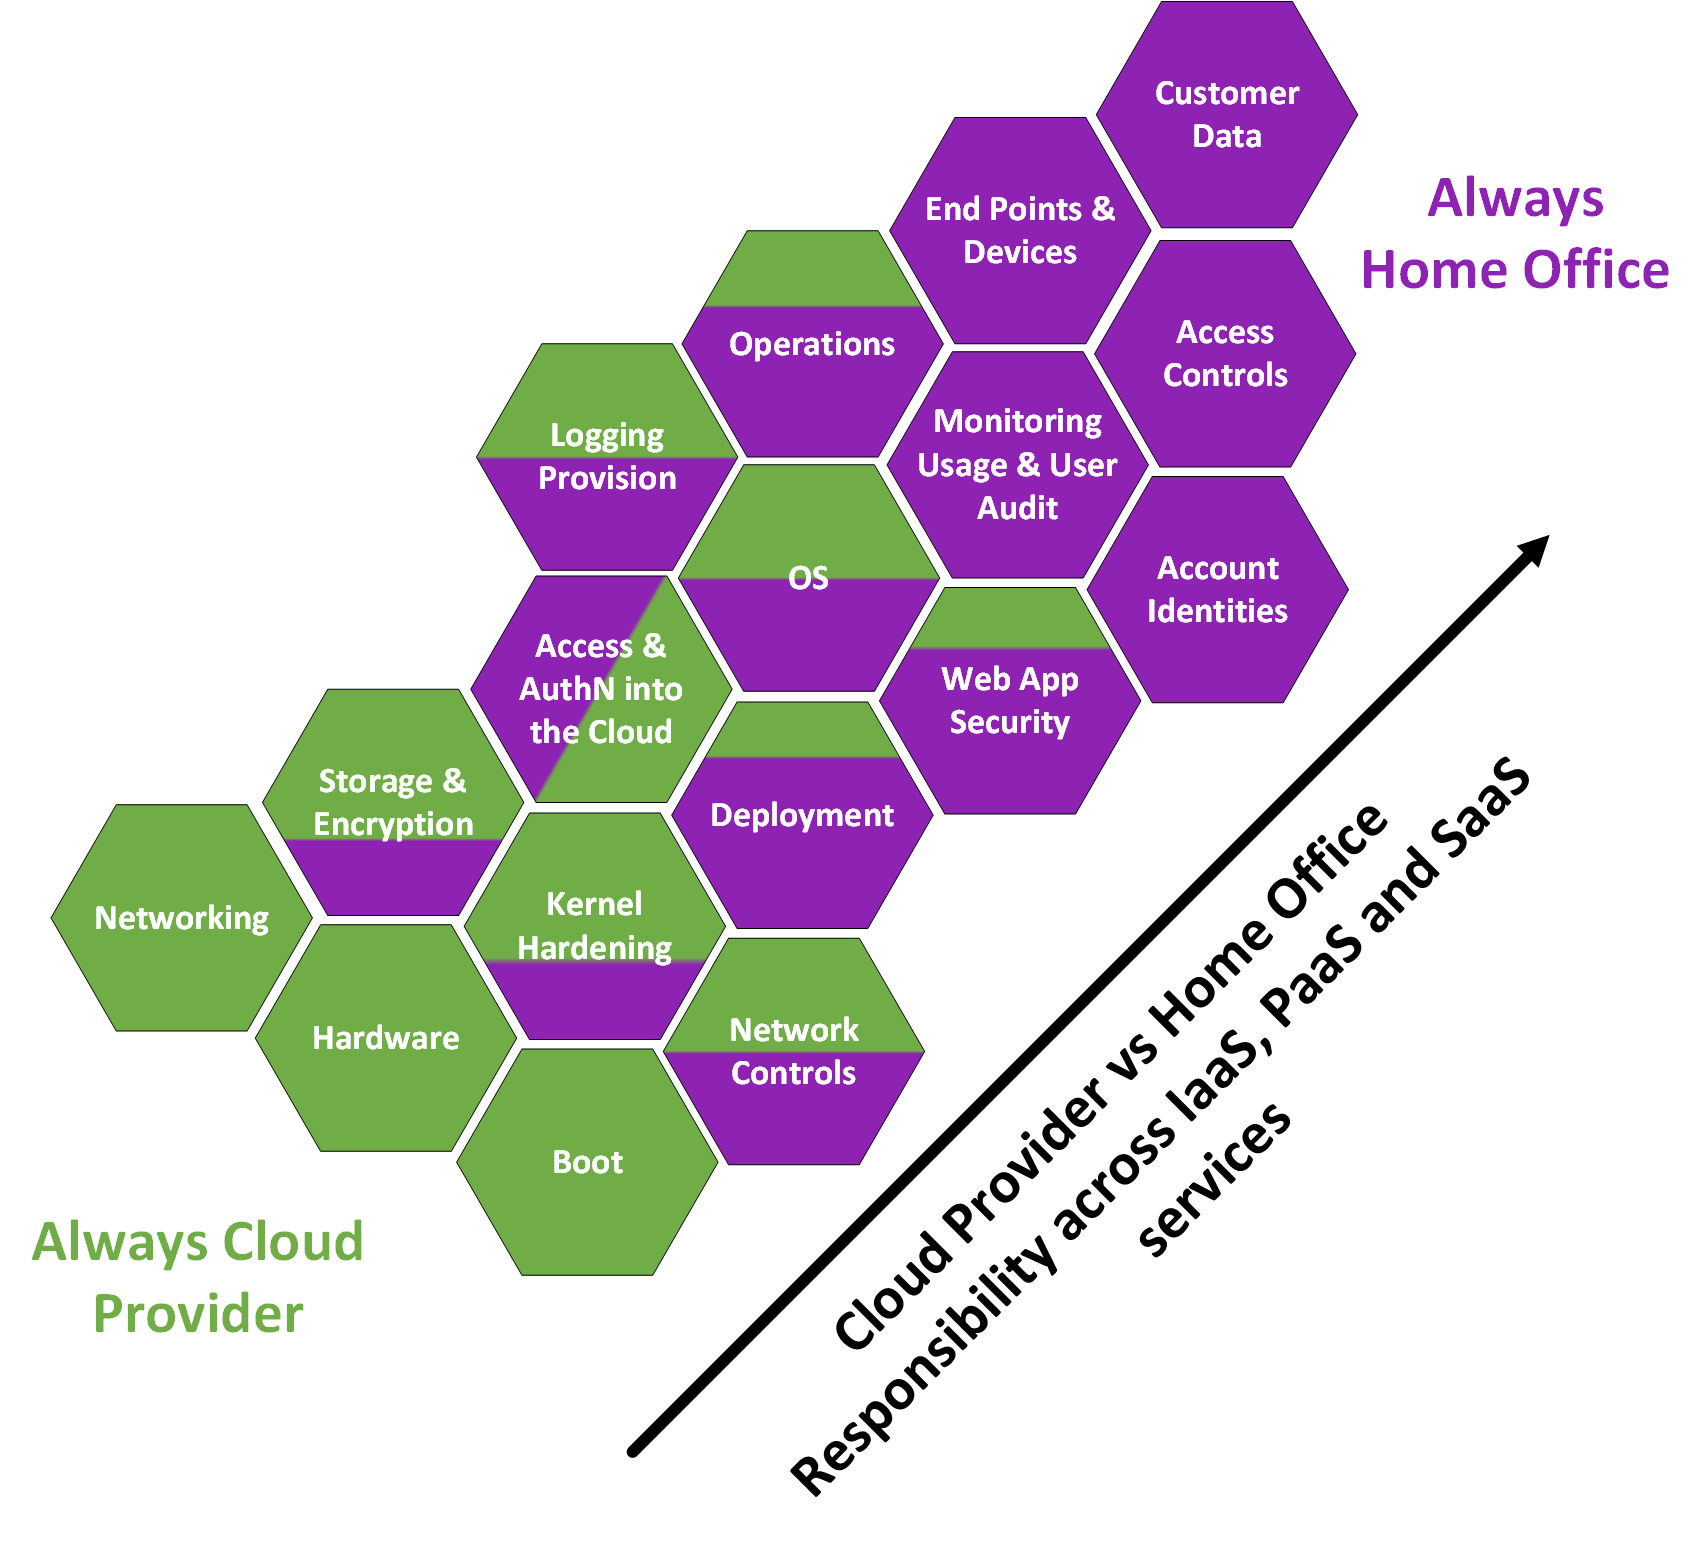 Customer
Data
Always
Home Office
End Points &
Devices
Access
Controls
Operations
Monitoring
Usage & User
Audit
Logging
Provision
Account
Identities
OS
Web App
Security
Access &
AuthN into
the Cloud
Deployment
Storage &
Encryption
Networking
Kernel
Hardening
Hardware
Network
Controls
Boot
Always Cloud
Provider
Cloud Provider vs Home Office
Responsibility across IaaS, PaaS and SaaS
services